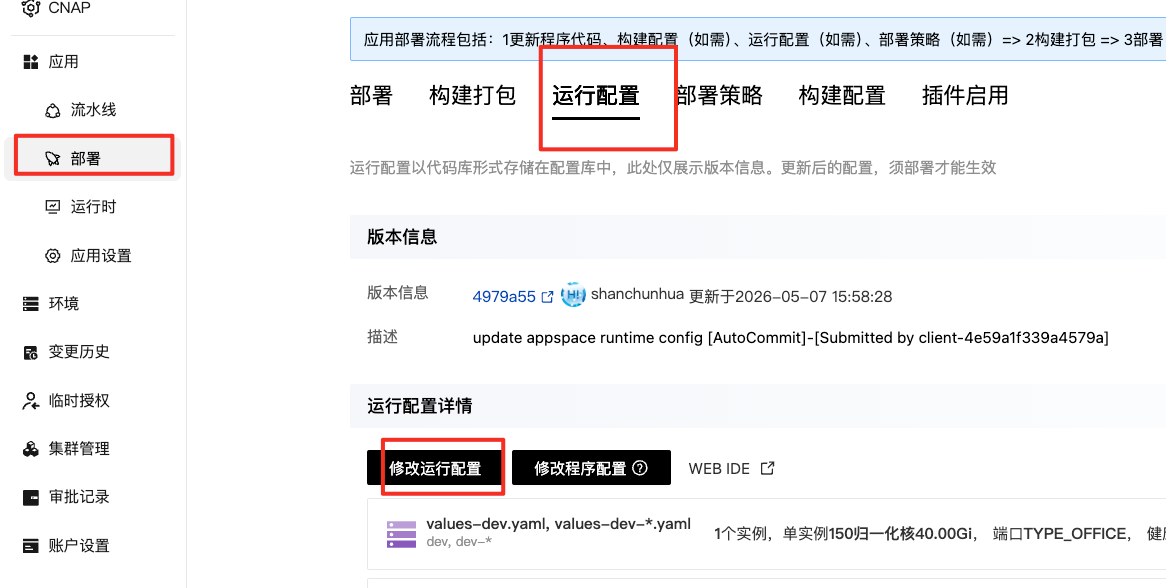 CNAP
应用
流水线
部署
运行时
应用设置
环境
变更历史
临时授权
集群管理
审批记录
账户设置
应用部署流程包括：1更新程序代码、构建配置（如需）、运行配置（如需）、部署策略（如需）=> 2构建打包 => 3部署
部署 构建打包 运行配置 部署策略 构建配置 插件启用
运行配置以代码库形式存储在配置库中，此处仅展示版本信息。更新后的配置，须部署才能生效
版本信息
版本信息 4979a55 shanchunhua 更新于2026-05-07 15:58:28
描述 update appspace runtime config [AutoCommit]-[Submitted by client-4e59a1f339a4579a]
运行配置详情
修改运行配置 修改程序配置 WEB IDE
values-dev.yaml, values-dev-*.yaml 1个实例，单实例150归一化核40.00Gi， 端口TYPE_OFFICE， 健
dev, dev-*